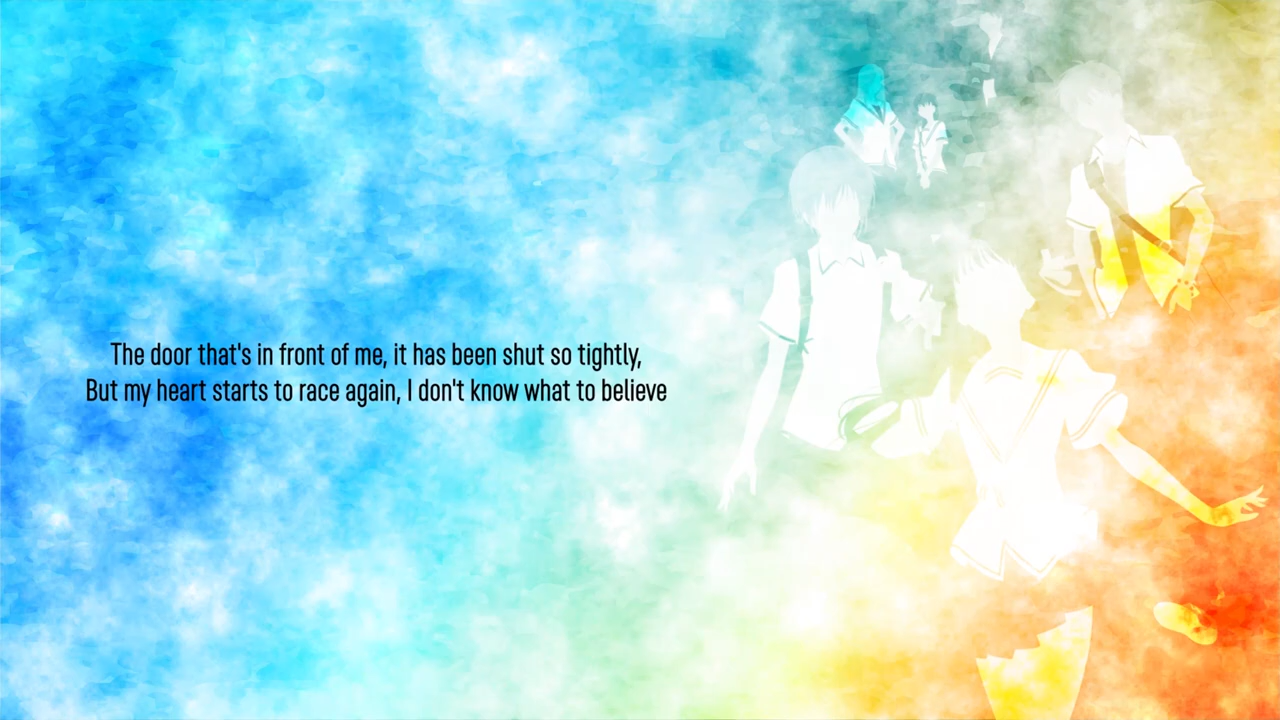 The door that's in front of me, it has been shut so tightly,
But my heart starts to race again, I don't know what to believe